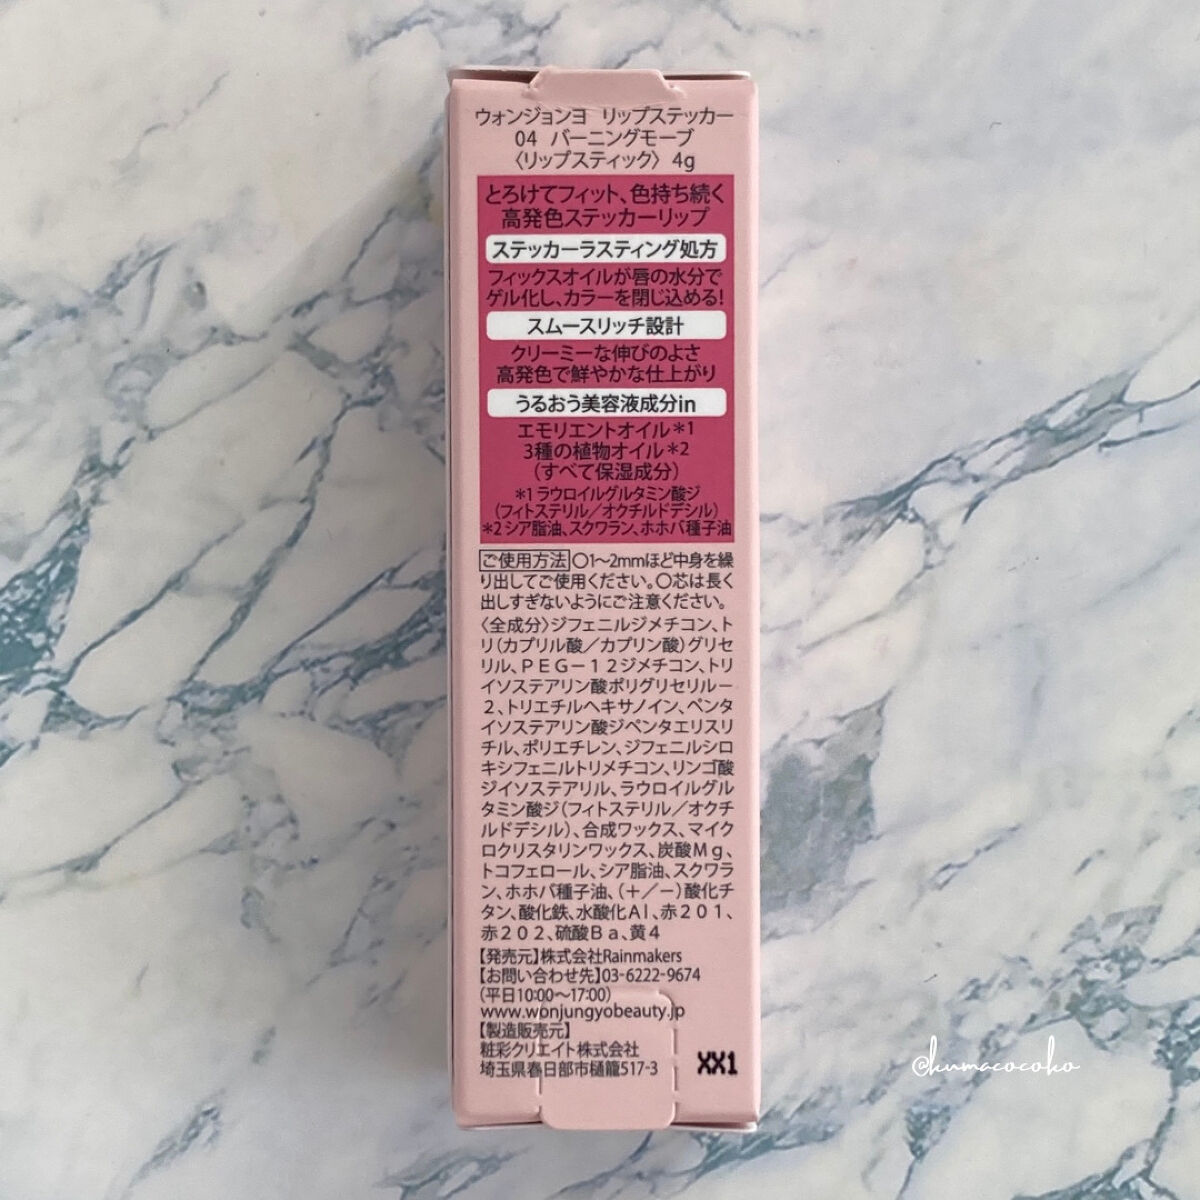 ウォンジョンヨ リップステッカー
04 バーニングモーブ
〈リップスティック〉 4g
とろけてフィット、色持ち続く
高発色ステッカーリップ
ステッカーラスティング処方
フィックスオイルが唇の水分で
ゲル化し、カラーを閉じ込める!
スムースリッチ設計
クリーミーな伸びのよさ
高発色で鮮やかな仕上がり
うるおう美容液成分in
エモリエントオイル*1
3種の植物オイル*2
(すべて保湿成分)
*1 ラウロイルグルタミン酸ジ
(フィトステリル/オクチルドデシル)
*2 シア脂油、スクワラン、ホホバ種子油
ご使用方法 〇1~2mmほど中身を繰
り出してご使用ください。〇芯は長く
出しすぎないようにご注意ください。
〈全成分〉ジフェニルジメチコン、ト
リ(カプリル酸/カプリン酸)グリセ
リル、PEG-12ジメチコン、トリ
イソステアリン酸ポリグリセリル-
2、トリエチルヘキサノイン、ペンタ
イソステアリン酸ジペンタエリスリ
チル、ポリエチレン、ジフェニルシロ
キシフェニルトリメチコン、リンゴ酸
ジイソステアリル、ラウロイルグル
タミン酸ジ(フィトステリル/オクチ
ルドデシル)、合成ワックス、マイク
ロクリスタリンワックス、炭酸Mg、
トコフェロール、シア脂油、スクワラ
ン、ホホバ種子油、(+/-)酸化チ
タン、酸化鉄、水酸化Al、赤201、
赤202、硫酸Ba、黄4
【発売元】株式会社Rainmakers
【お問い合わせ先】03-6222-9674
(平日10:00~17:00)
www.wonjungyobeauty.jp
【製造販売元】
粧彩クリエイト株式会社
埼玉県春日部市樋籠517-3
XX1
@kumacocoko